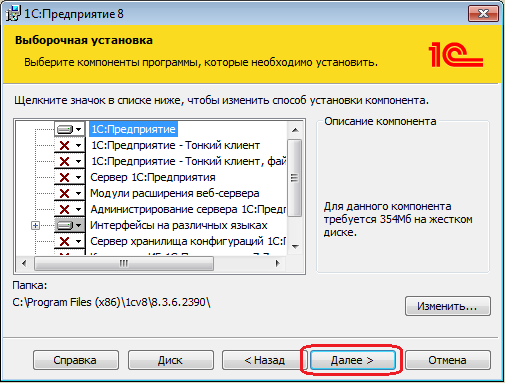 1С:Предприятие 8
Выборочная установка
Выберите компоненты программы, которые необходимо установить.
1С
Щелкните значок в списке ниже, чтобы изменить способ установки компонента.
1С:Предприятие
1С:Предприятие - Тонкий клиент
1С:Предприятие - Тонкий клиент, фай
Сервер 1С:Предприятия
Модули расширения веб-сервера
Администрирование сервера 1С:Предп
Интерфейсы на различных языках
Сервер хранилища конфигураций 1С:П
Описание компонента
Для данного компонента
требуется 354Мб на жестком
диске.
Папка:
C:\Program Files (x86)\1cv8\8.3.6.2390\
Изменить...
Справка
Диск
< Назад
Далее >
Отмена